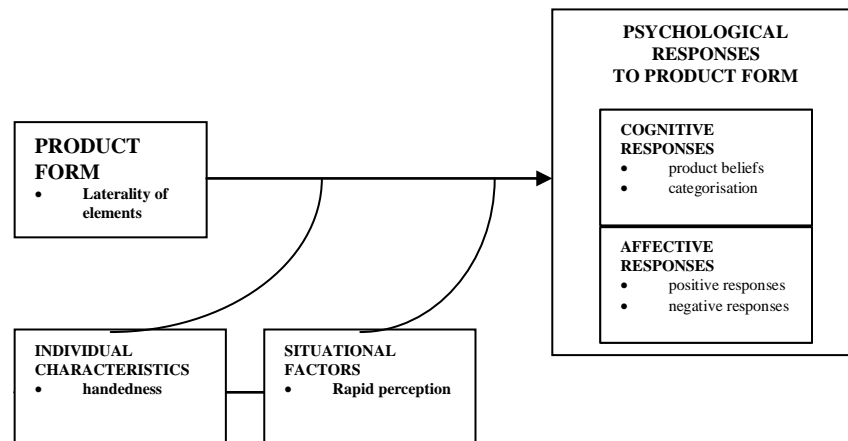 PSYCHOLOGICAL
RESPONSES
TO PRODUCT FORM
PRODUCT
FORM
• Laterality of
elements
COGNITIVE
RESPONSES
• product beliefs
• categorisation
AFFECTIVE
RESPONSES
• positive responses
• negative responses
INDIVIDUAL
CHARACTERISTICS
• handedness
SITUATIONAL
FACTORS
• Rapid perception